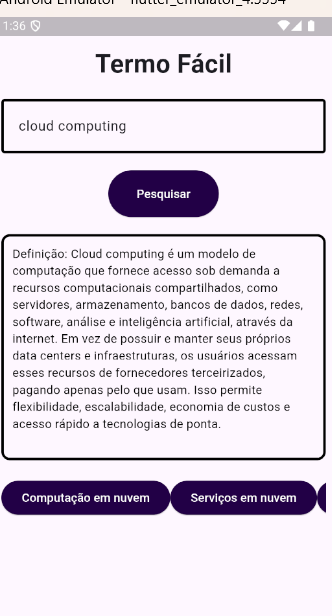 1:36
Termo Fácil
cloud computing
Pesquisar
Definição: Cloud computing é um modelo de
computação que fornece acesso sob demanda a
recursos computacionais compartilhados, como
servidores, armazenamento, bancos de dados, redes,
software, análise e inteligência artificial, através da
internet. Em vez de possuir e manter seus próprios
data centers e infraestruturas, os usuários acessam
esses recursos de fornecedores terceirizados,
pagando apenas pelo que usam. Isso permite
flexibilidade, escalabilidade, economia de custos e
acesso rápido a tecnologias de ponta.
Computação em nuvem
Serviços em nuvem